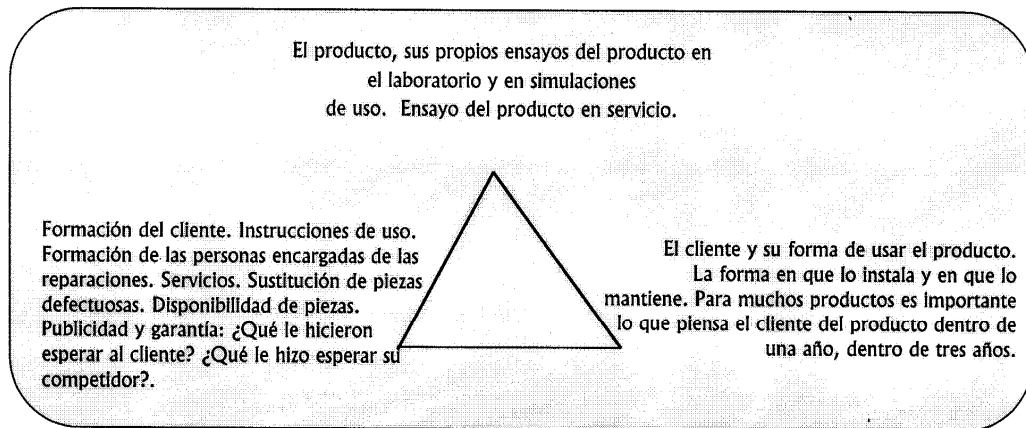 El producto, sus propios ensayos del producto en
el laboratorio y en simulaciones
de uso. Ensayo del producto en servicio.
Formación del cliente. Instrucciones de uso.
Formación de las personas encargadas de las
reparaciones. Servicios. Sustitución de piezas
defectuosas. Disponibilidad de piezas.
Publicidad y garantía: ¿Qué le hicieron
esperar al cliente? ¿Qué le hizo esperar su
competidor?.
El cliente y su forma de usar el producto.
La forma en que lo instala y en que lo
mantiene. Para muchos productos es importante
lo que piensa el cliente del producto dentro de
una año, dentro de tres años.